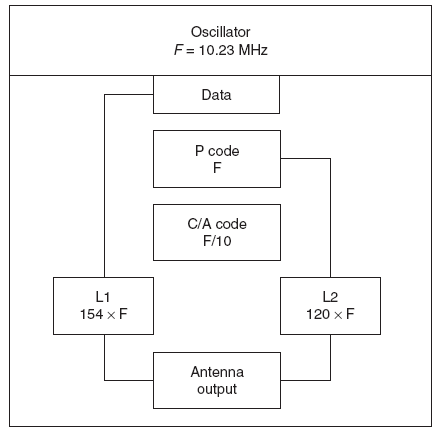 Oscillator
F = 10.23 MHz
Data
P code
F
C/A code
F/10
L1
154 × F
L2
120 × F
Antenna
output